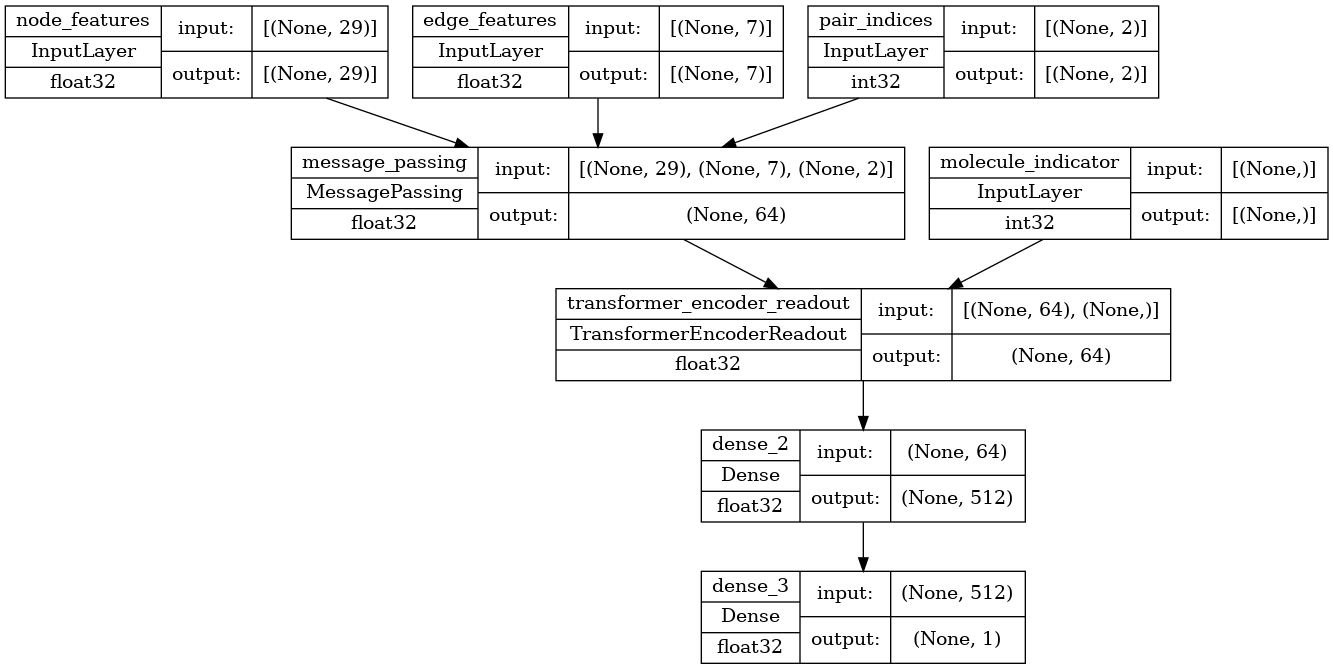 node_features
InputLayer
float32
input:
[(None, 29)]
output:
[(None, 29)]
edge_features
InputLayer
float32
input:
[(None, 7)]
output:
[(None, 7)]
pair_indices
InputLayer
int32
input:
[(None, 2)]
output:
[(None, 2)]
message_passing
MessagePassing
float32
input:
[(None, 29), (None, 7), (None, 2)]
output:
(None, 64)
molecule_indicator
InputLayer
int32
input:
[(None,)]
output:
[(None,)]
transformer_encoder_readout
TransformerEncoderReadout
float32
input:
[(None, 64), (None,)]
output:
(None, 64)
dense_2
Dense
float32
input:
(None, 64)
output:
(None, 512)
dense_3
Dense
float32
input:
(None, 512)
output:
(None, 1)